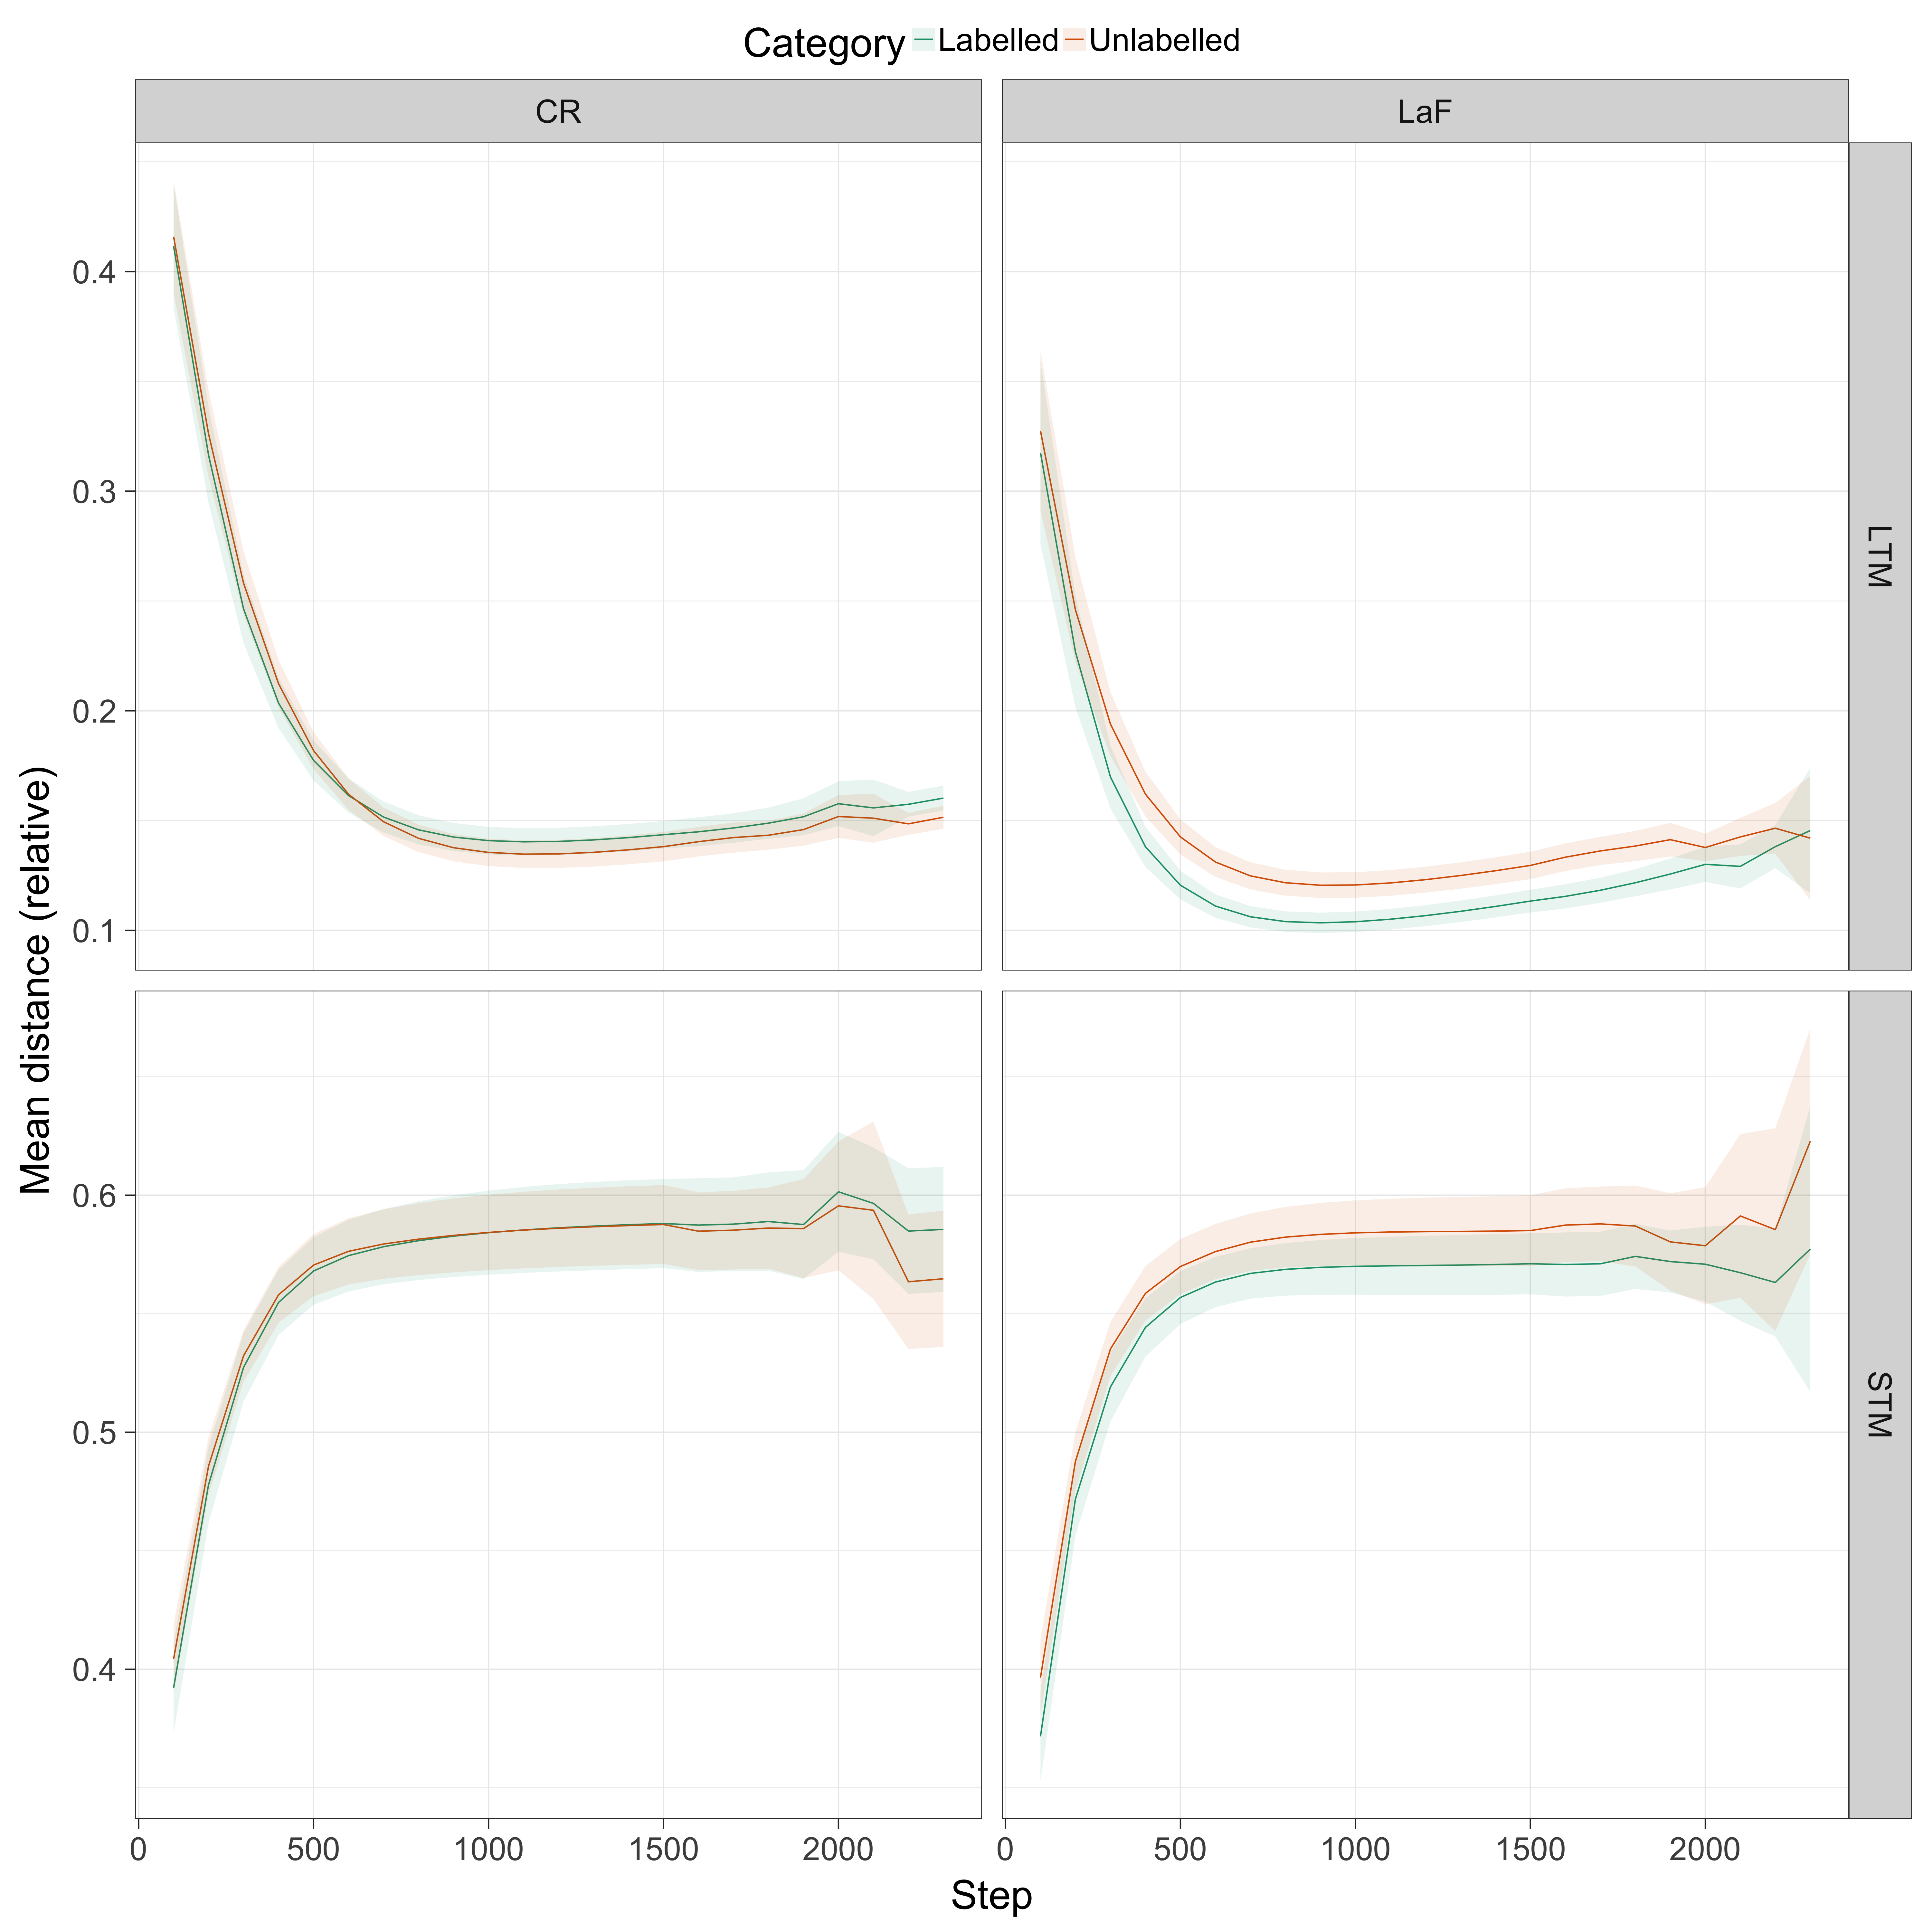 Category Labelled Unlabelled
CR LaF
LTM
0.4
0.3
0.2
0.1
Mean distance (relative)
STM
0.6
0.5
0.4
0 500 1000 1500 2000 0 500 1000 1500 2000
Step